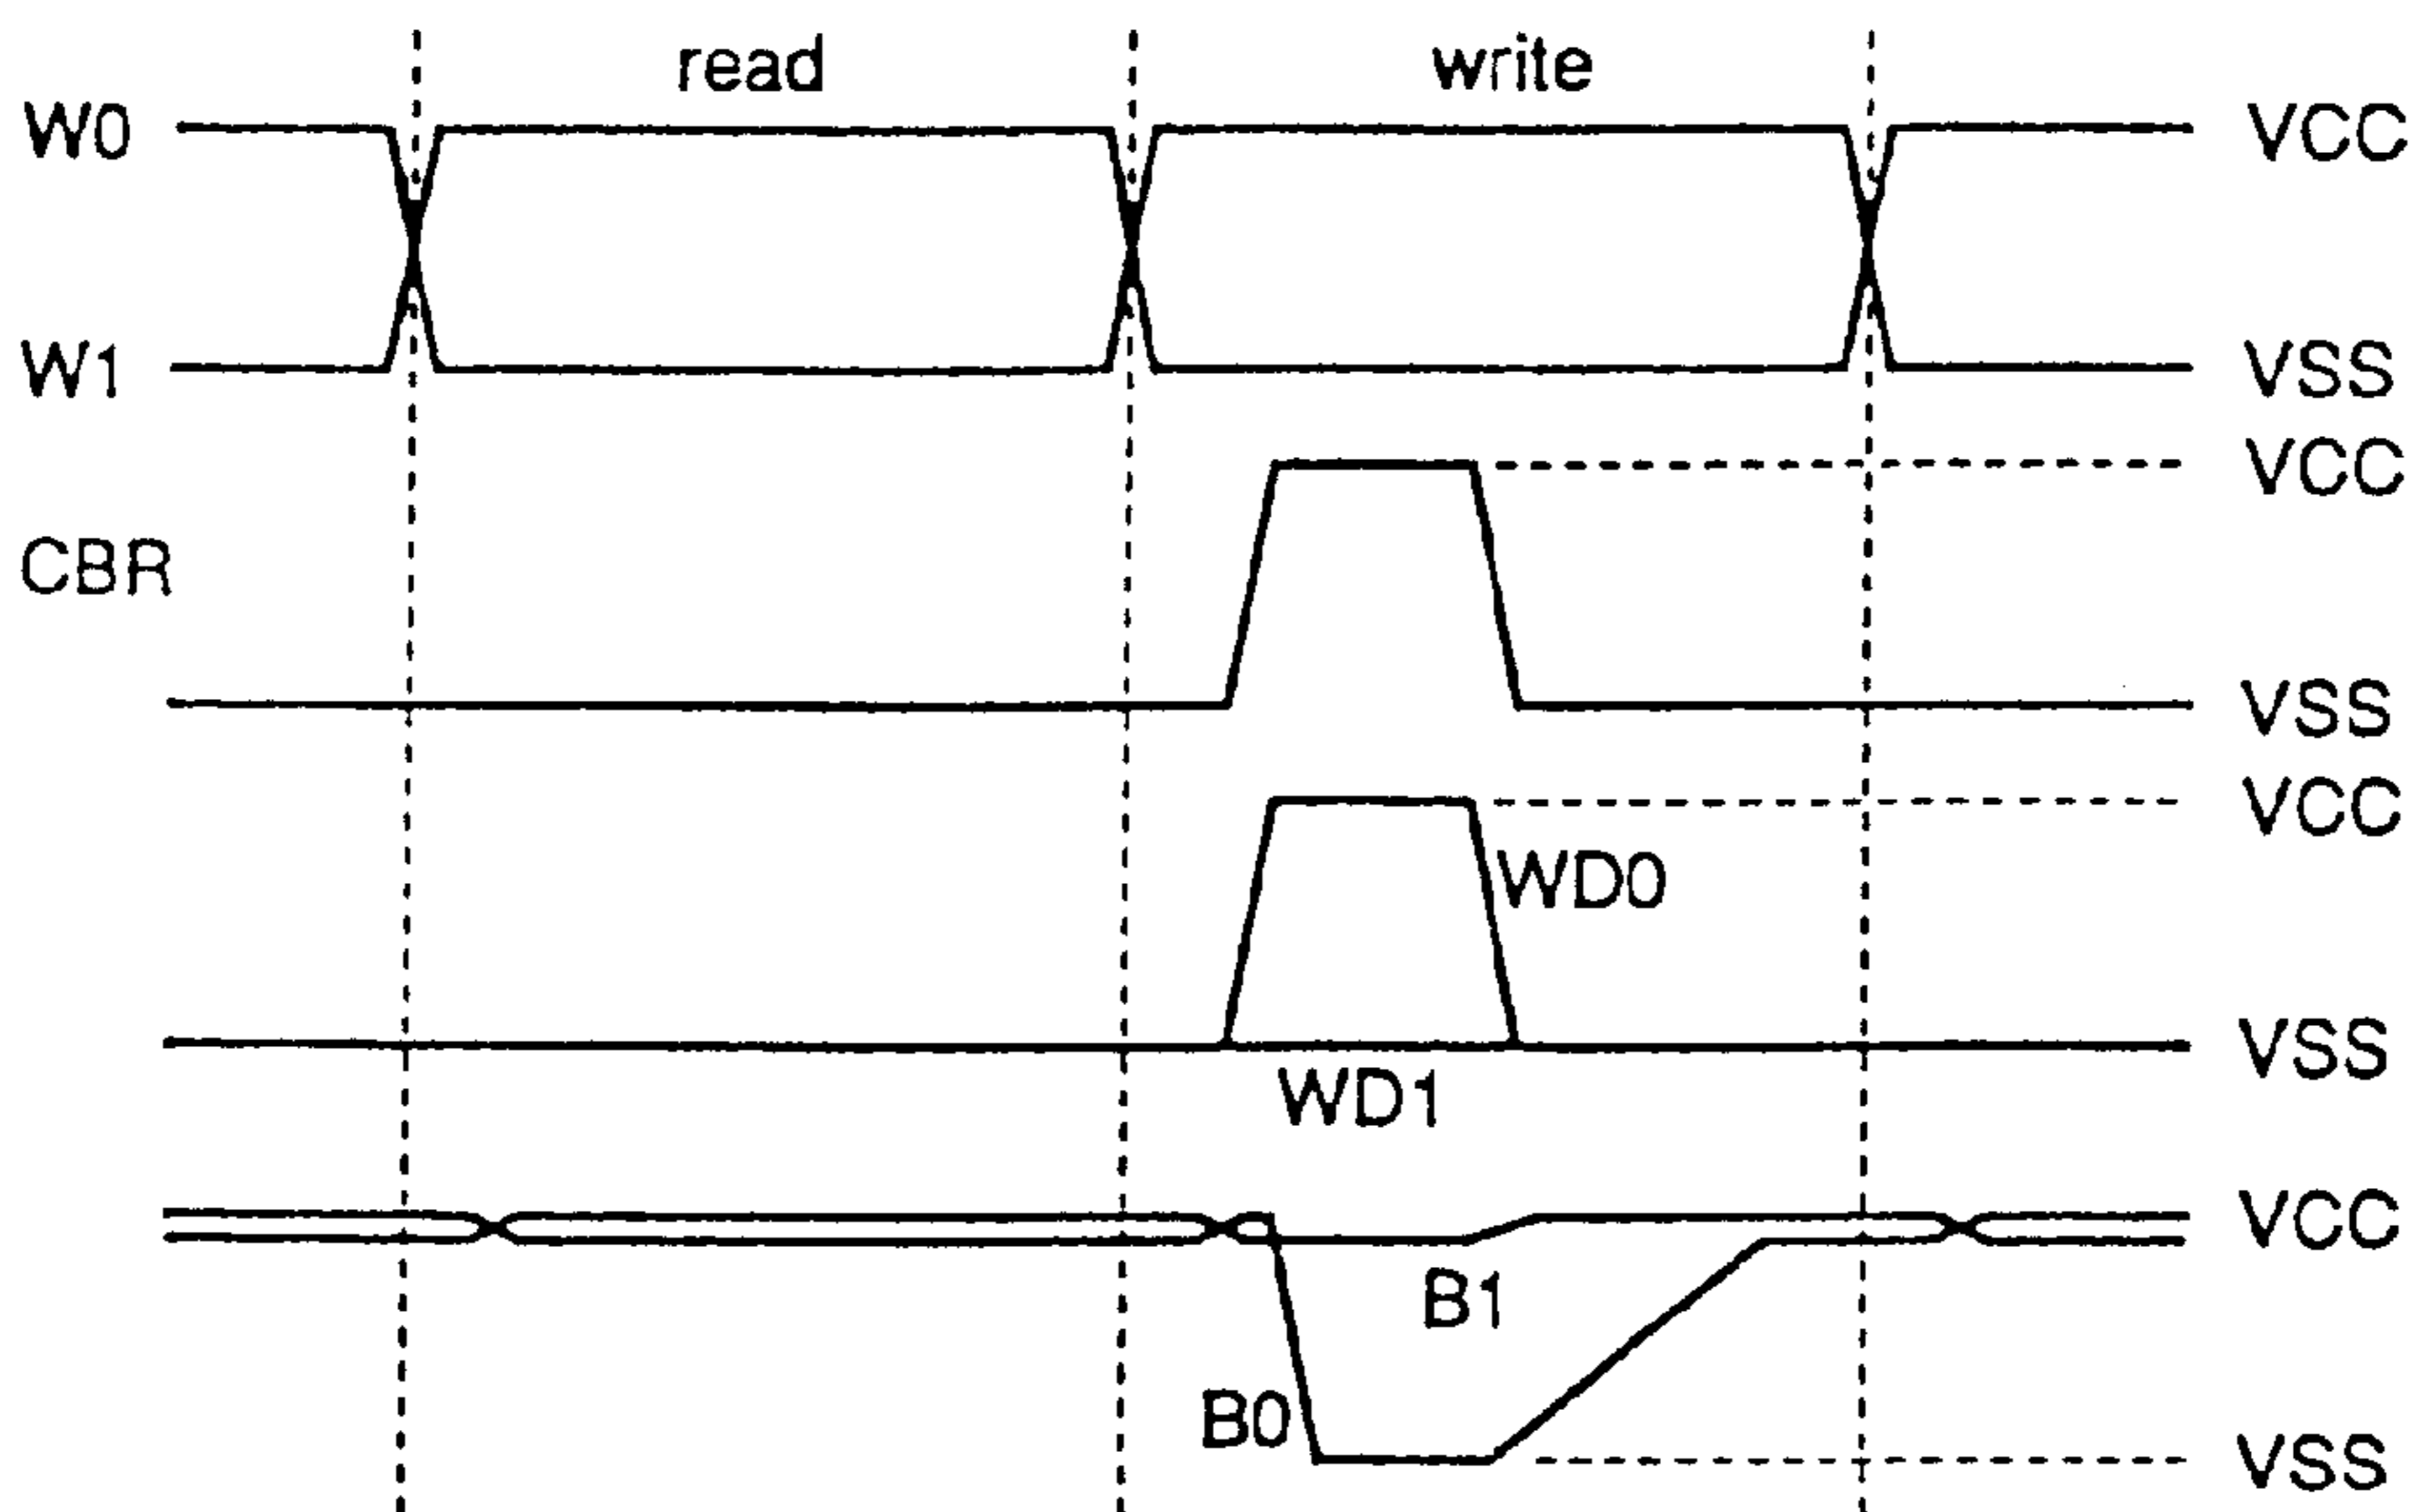 read write
W0 VCC
W1 VSS
VCC
CBR
VSS
VCC
WD0
VSS
WD1
VCC
B1
B0
VSS